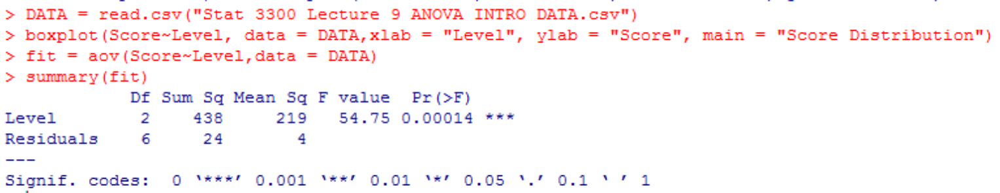 > DATA = read.csv("Stat 3300 Lecture 9 ANOVA INTRO DATA.csv")
> boxplot(Score~Level, data = DATA,xlab = "Level", ylab = "Score", main = "Score Distribution")
> fit = aov(Score~Level,data = DATA)
> summary(fit)
            Df Sum Sq Mean Sq F value  Pr(>F)
Level        2    438     219   54.75 0.00014 ***
Residuals    6     24       4
---
Signif. codes:  0 ‘***’ 0.001 ‘**’ 0.01 ‘*’ 0.05 ‘.’ 0.1 ‘ ’ 1